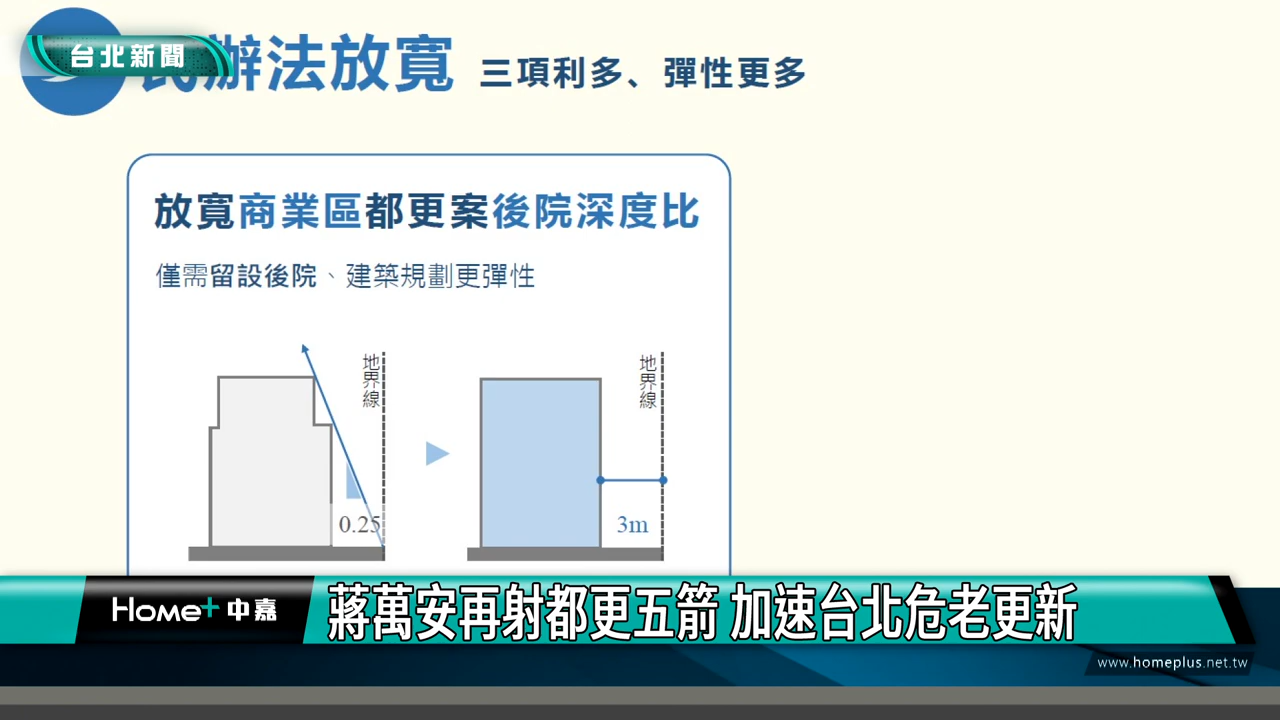 台北新聞
辦法放寬 三項利多、彈性更多
放寬商業區都更案後院深度比
僅需留設後院、建築規劃更彈性
地界線
0.25
地界線
3m
Home+ 中嘉
蔣萬安再射都更五箭 加速台北危老更新
www.homeplus.net.tw